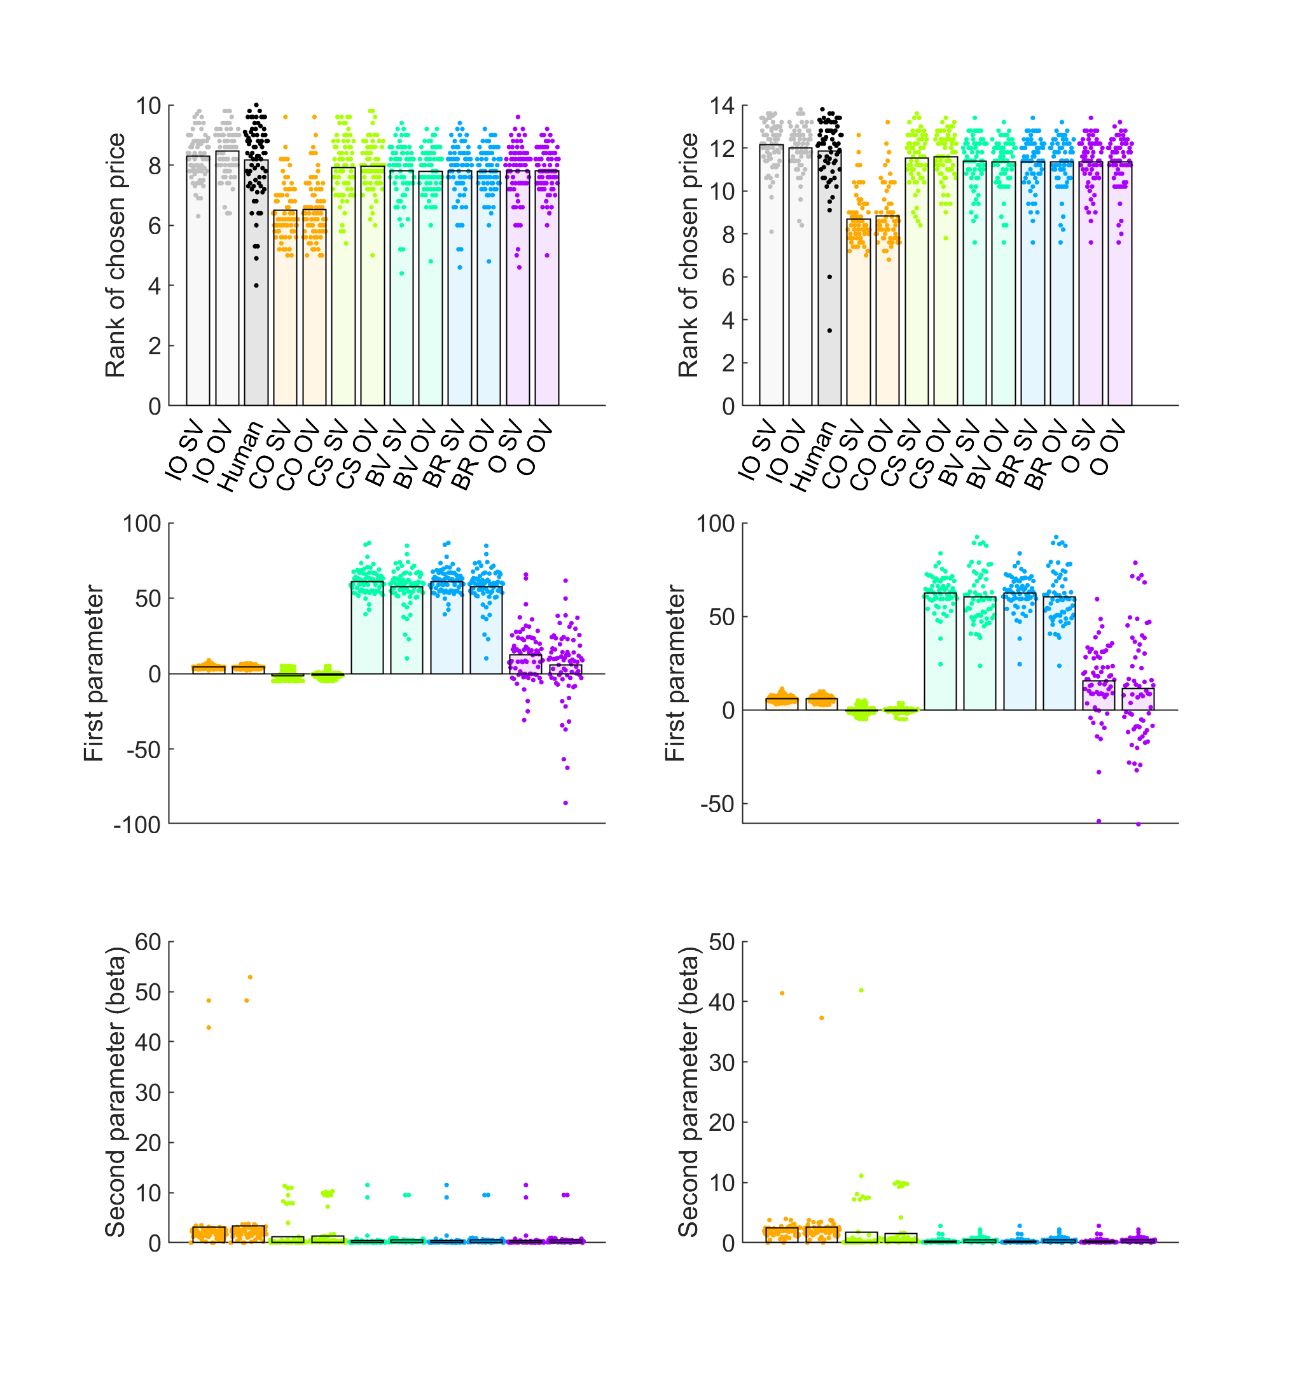 Rank of chosen price
10
8
6
4
2
0
IO SV
IO OV
Human
CO SV
CO OV
CS SV
CS OV
BV SV
BV OV
BR SV
BR OV
O SV
O OV
Rank of chosen price
14
12
10
8
6
4
2
0
IO SV
IO OV
Human
CO SV
CO OV
CS SV
CS OV
BV SV
BV OV
BR SV
BR OV
O SV
O OV
First parameter
100
50
0
-50
-100
First parameter
100
50
0
-50
Second parameter (beta)
60
50
40
30
20
10
0
Second parameter (beta)
50
40
30
20
10
0